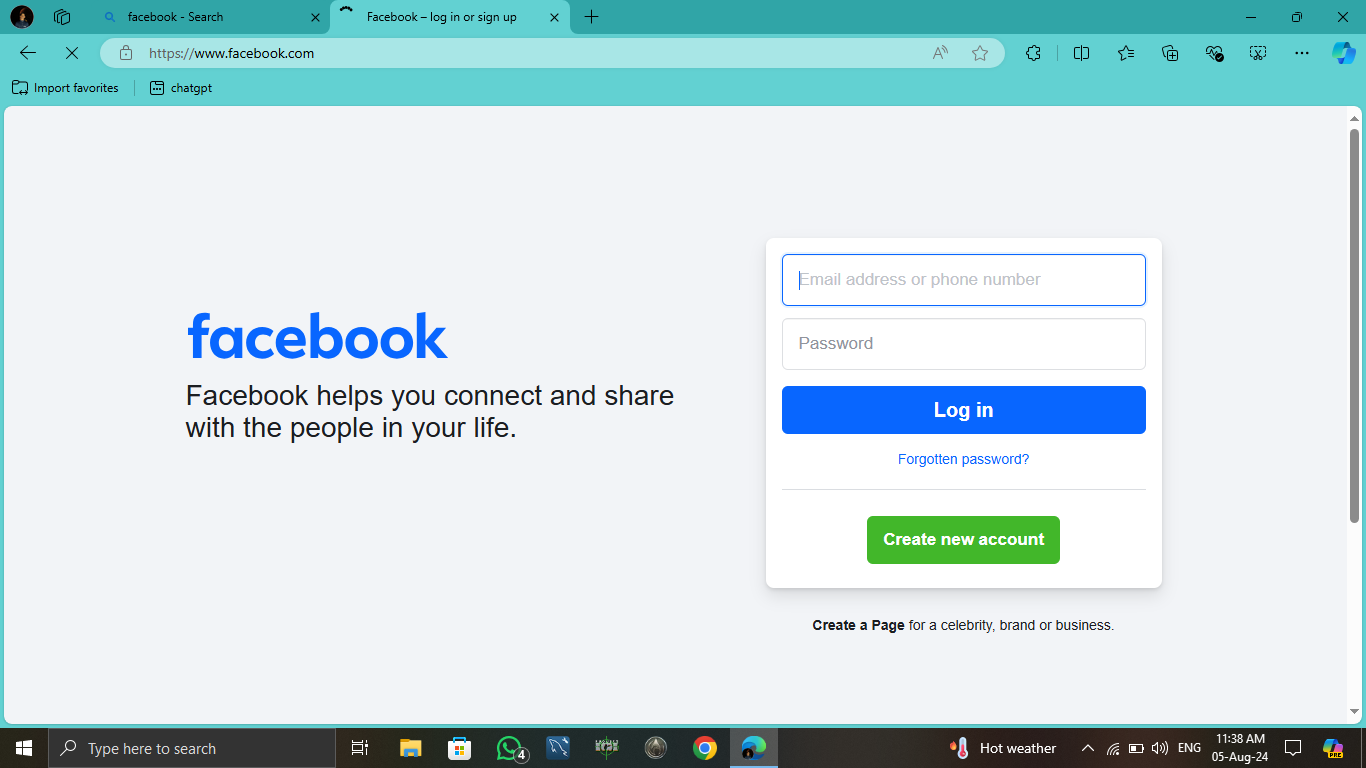 facebook - Search
Facebook – log in or sign up
https://www.facebook.com
Import favorites
chatgpt
facebook
Facebook helps you connect and share
with the people in your life.
Email address or phone number
Password
Log in
Forgotten password?
Create new account
Create a Page for a celebrity, brand or business.
Type here to search
4
Hot weather
ENG
11:38 AM
05-Aug-24
PRE